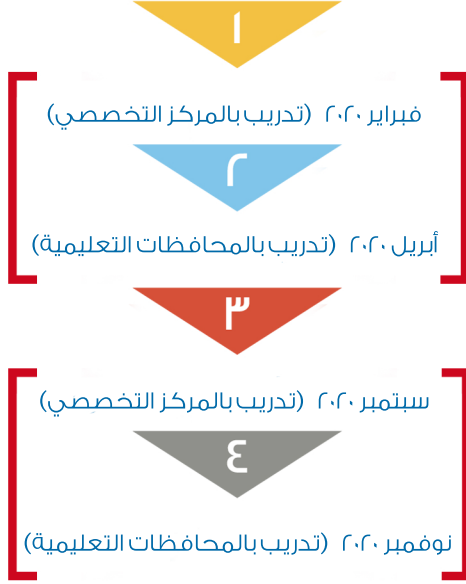 ١
فبراير ٢٠٢٠ (تدريب بالمركز التخصصي)
٢
أبريل ٢٠٢٠ (تدريب بالمحافظات التعليمية)
٣
سبتمبر ٢٠٢٠ (تدريب بالمركز التخصصي)
٤
نوفمبر ٢٠٢٠ (تدريب بالمحافظات التعليمية)